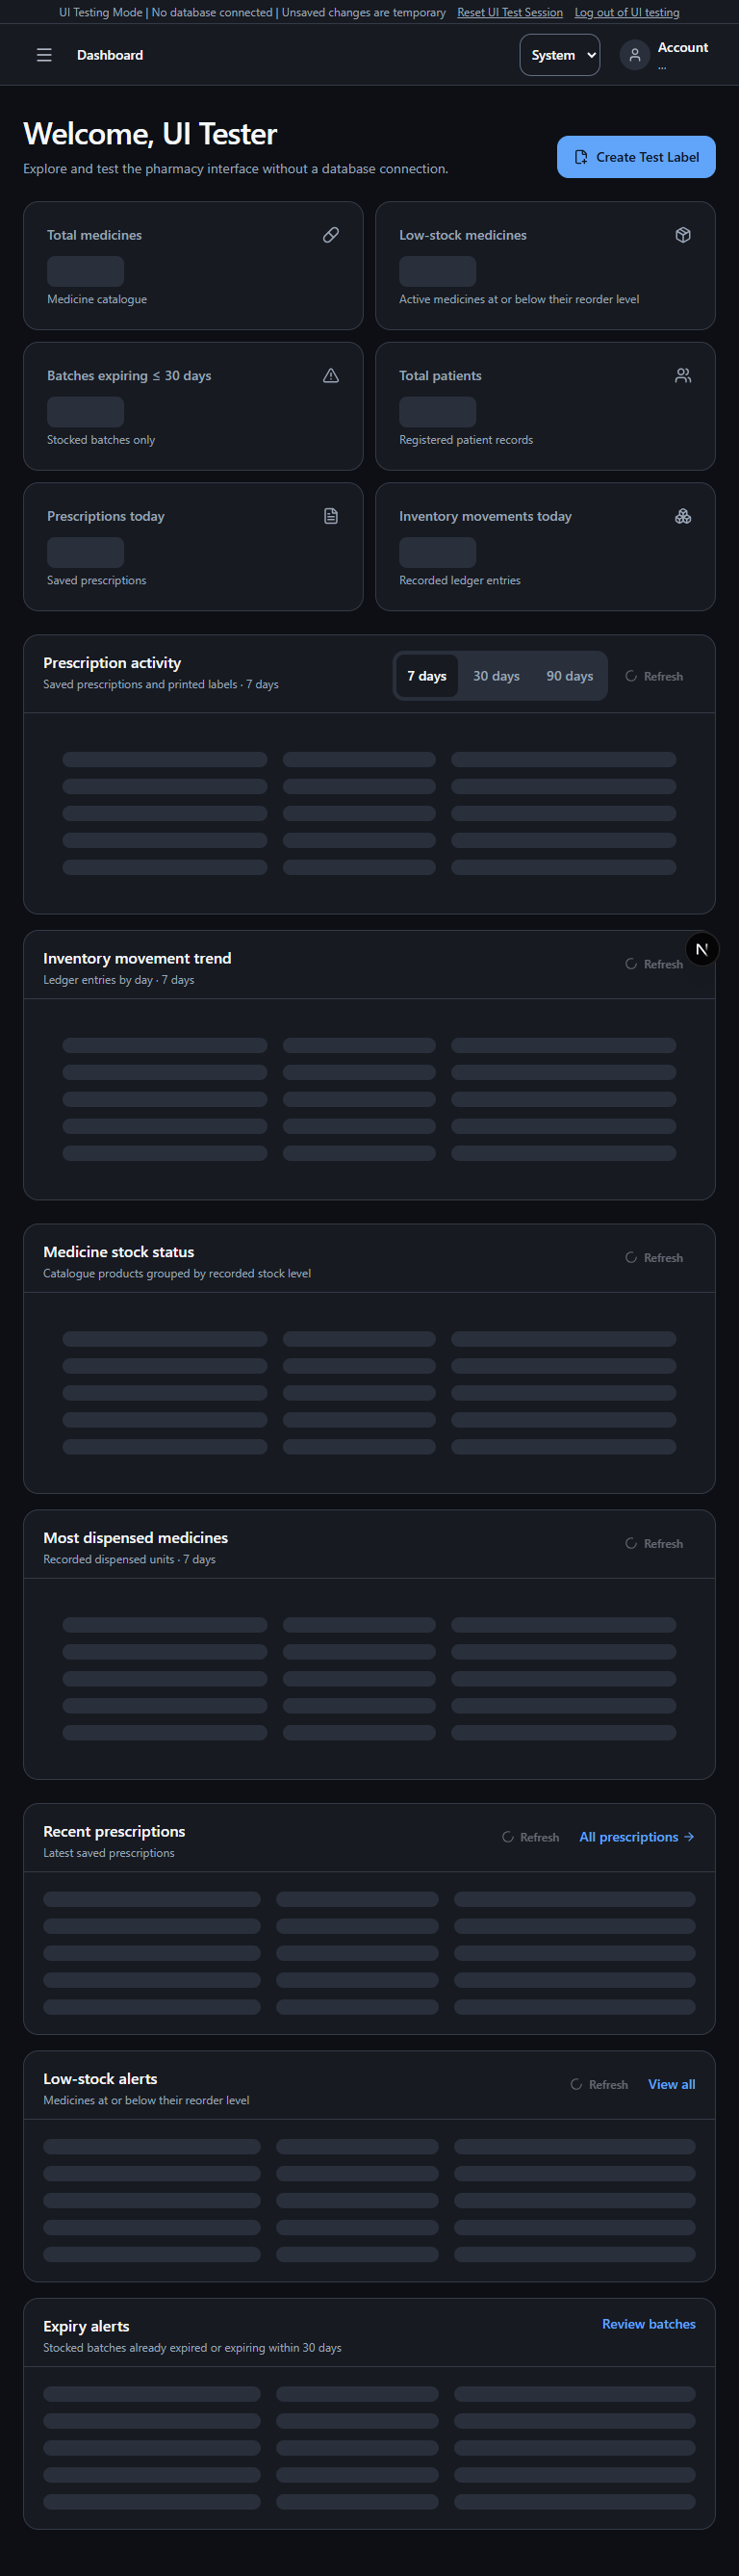 UI Testing Mode | No database connected | Unsaved changes are temporary Reset UI Test Session Log out of UI testing
Dashboard
System
Account
...
Welcome, UI Tester
Explore and test the pharmacy interface without a database connection.
Create Test Label
Total medicines
Medicine catalogue
Low-stock medicines
Active medicines at or below their reorder level
Batches expiring ≤ 30 days
Stocked batches only
Total patients
Registered patient records
Prescriptions today
Saved prescriptions
Inventory movements today
Recorded ledger entries
Prescription activity
Saved prescriptions and printed labels · 7 days
7 days 30 days 90 days Refresh
Inventory movement trend
Ledger entries by day · 7 days
Refresh
N
Medicine stock status
Catalogue products grouped by recorded stock level
Refresh
Most dispensed medicines
Recorded dispensed units · 7 days
Refresh
Recent prescriptions
Latest saved prescriptions
Refresh All prescriptions →
Low-stock alerts
Medicines at or below their reorder level
Refresh View all
Expiry alerts
Stocked batches already expired or expiring within 30 days
Review batches